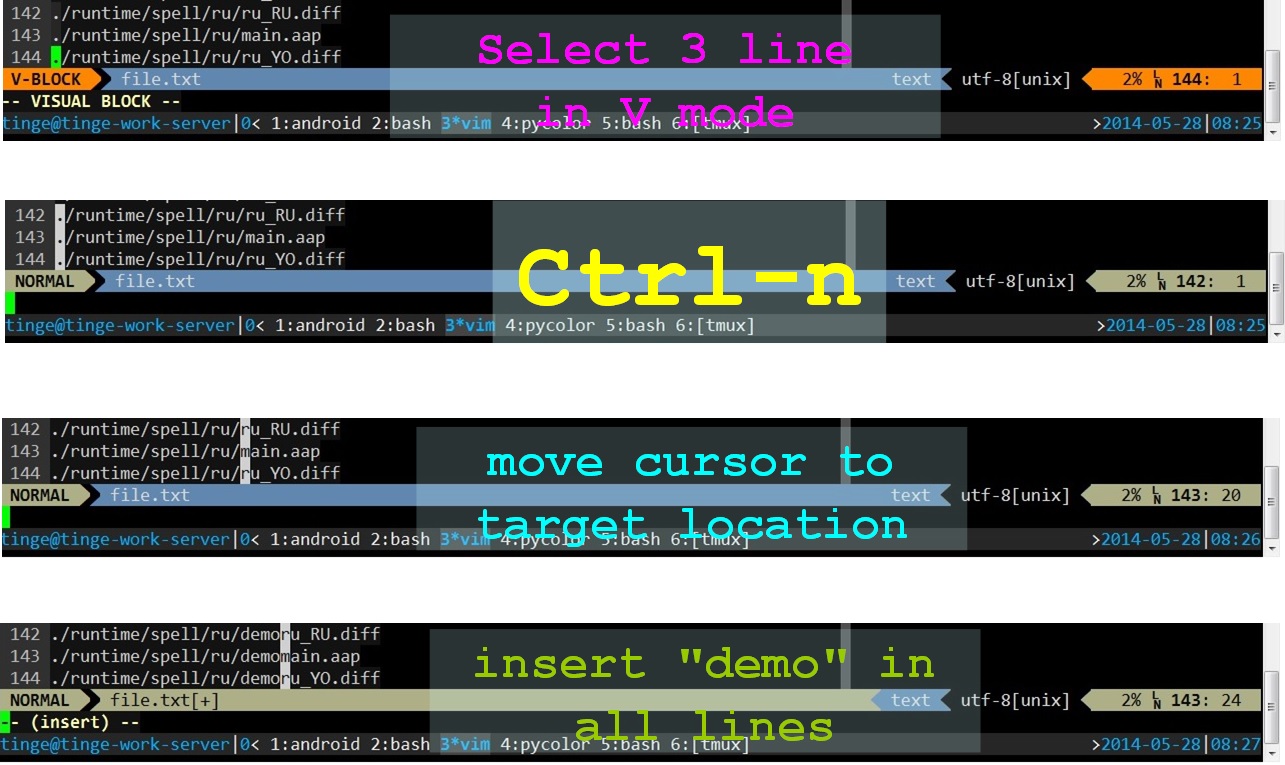 142 ./runtime/spell/ru/ru_RU.diff
143 ./runtime/spell/ru/main.aap
144 ./runtime/spell/ru/ru_YO.diff
Select 3 line
in V mode
V-BLOCK file.txt text utf-8[unix] 2% LN 144: 1
-- VISUAL BLOCK --
tinge@tinge-work-server|0< 1:android 2:bash 3*vim 4:pycolor 5:bash 6:[tmux] >2014-05-28|08:25
142 ./runtime/spell/ru/ru_RU.diff
143 ./runtime/spell/ru/main.aap
144 ./runtime/spell/ru/ru_YO.diff
Ctrl-n
NORMAL file.txt text utf-8[unix] 2% LN 142: 1
tinge@tinge-work-server|0< 1:android 2:bash 3*vim 4:pycolor 5:bash 6:[tmux] >2014-05-28|08:25
142 ./runtime/spell/ru/ru_RU.diff
143 ./runtime/spell/ru/main.aap
144 ./runtime/spell/ru/ru_YO.diff
move cursor to
target location
NORMAL file.txt text utf-8[unix] 2% LN 143: 20
tinge@tinge-work-server|0< 1:android 2:bash 3*vim 4:pycolor 5:bash 6:[tmux] >2014-05-28|08:26
142 ./runtime/spell/ru/demoru_RU.diff
143 ./runtime/spell/ru/demomain.aap
144 ./runtime/spell/ru/demoru_YO.diff
insert "demo" in
all lines
NORMAL file.txt[+] text utf-8[unix] 2% LN 143: 24
-- (insert) --
tinge@tinge-work-server|0< 1:android 2:bash 3*vim 4:pycolor 5:bash 6:[tmux] >2014-05-28|08:27